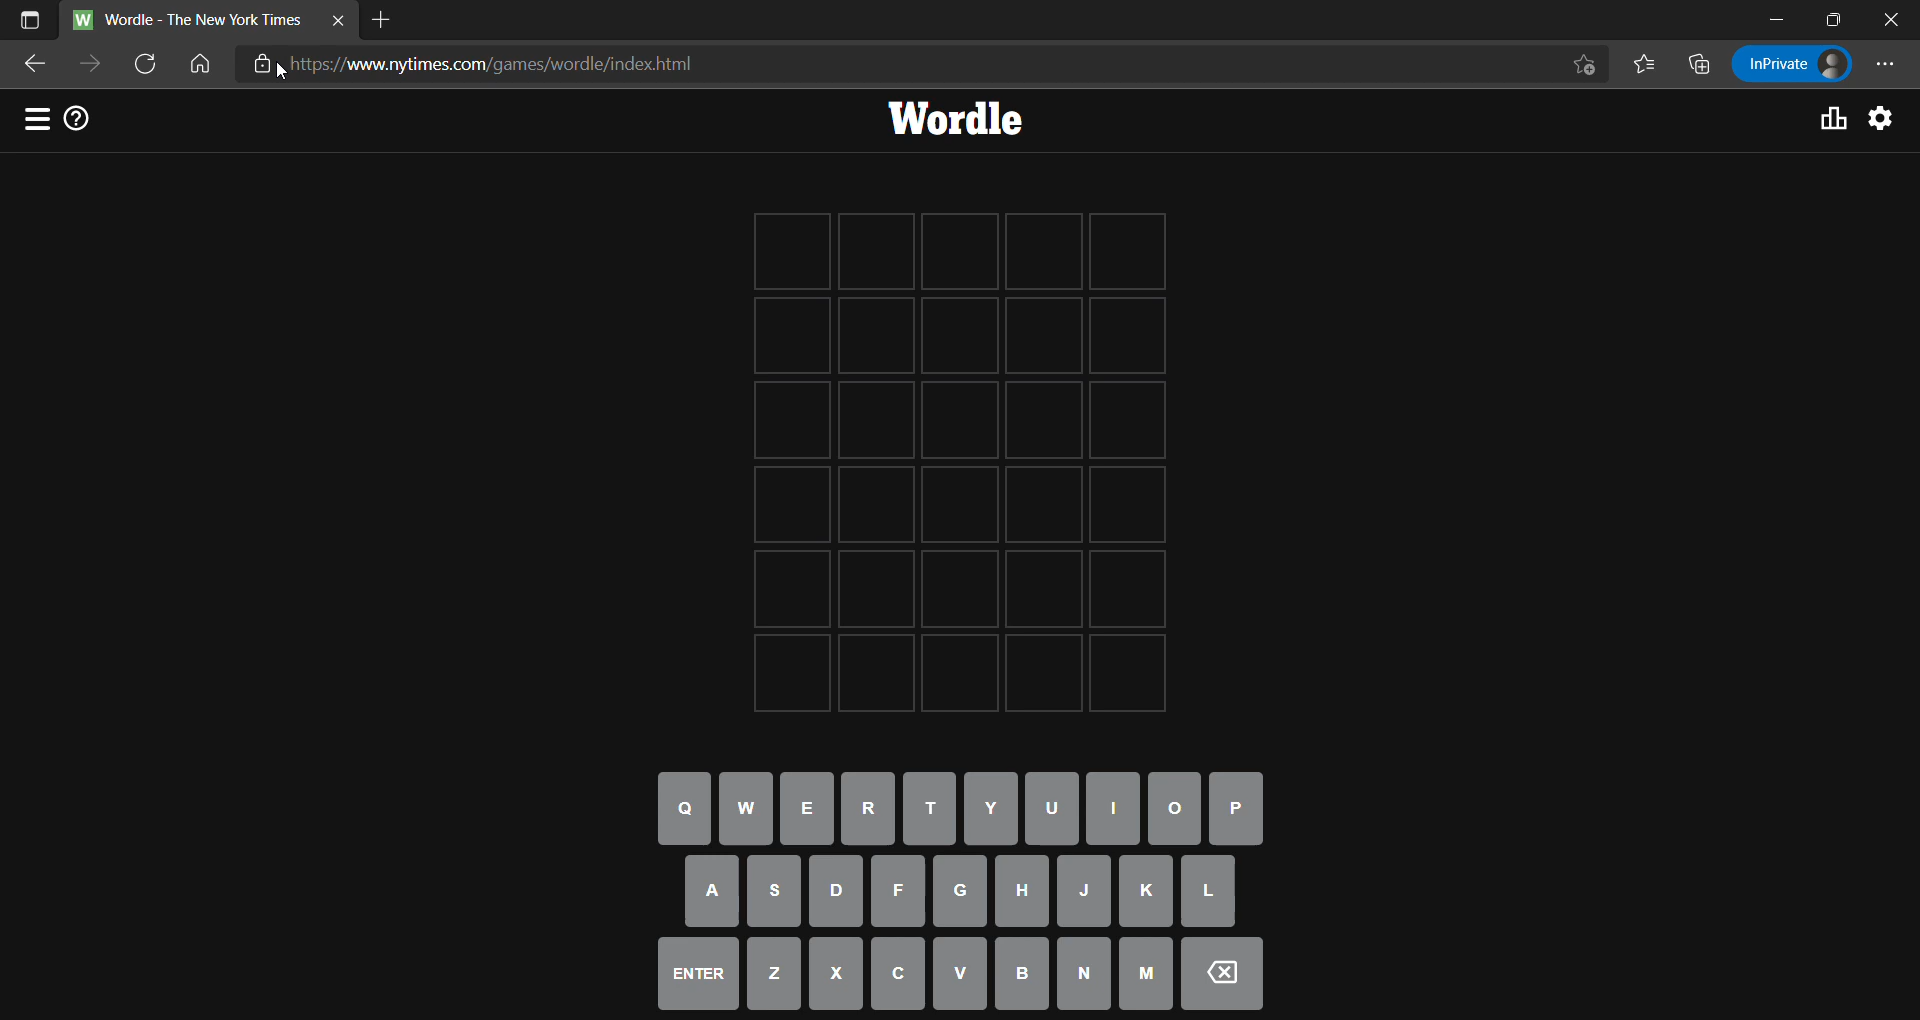 W Wordle - The New York Times
https://www.nytimes.com/games/wordle/index.html
InPrivate
Wordle
Q W E R T Y U I O P
A S D F G H J K L
ENTER Z X C V B N M